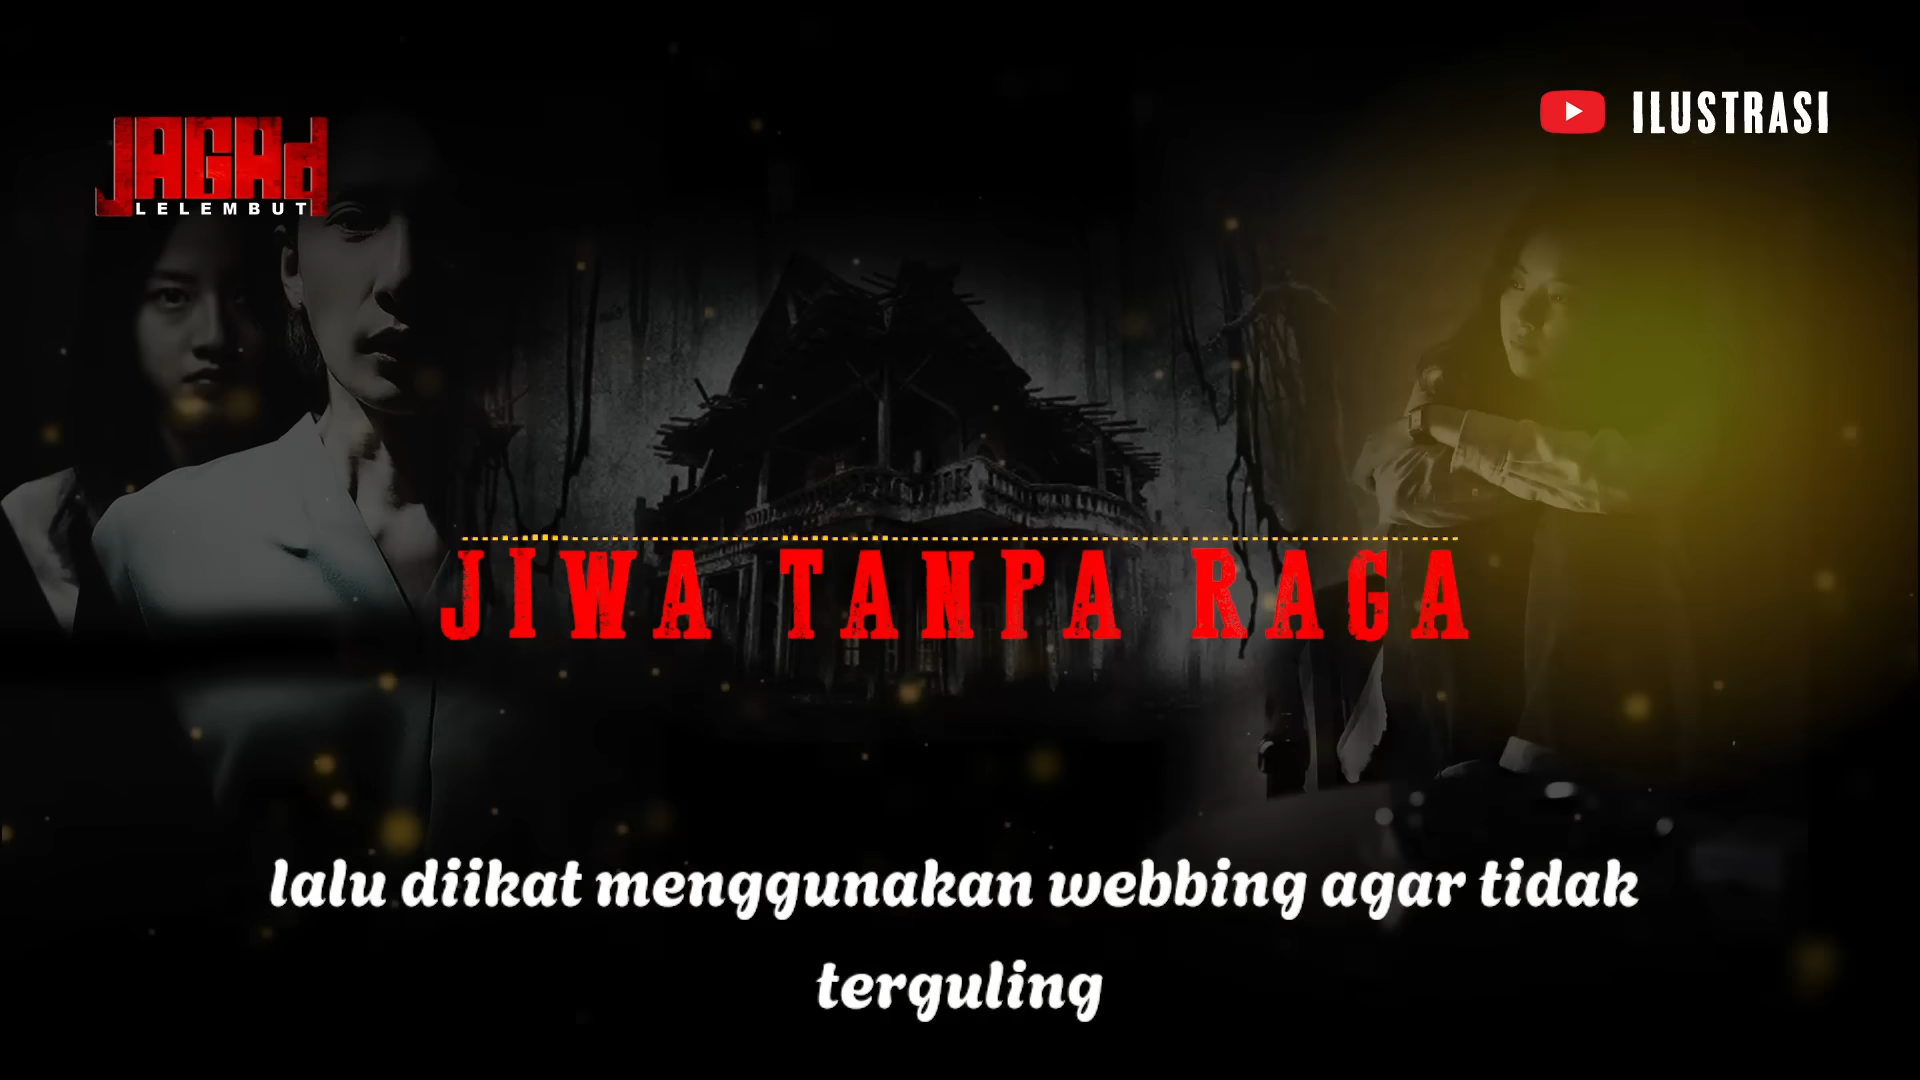 JAGAd
LELEMBUT
ILUSTRASI
JIWA TANPA RAGA
lalu diikat menggunakan webbing agar tidak
terguling